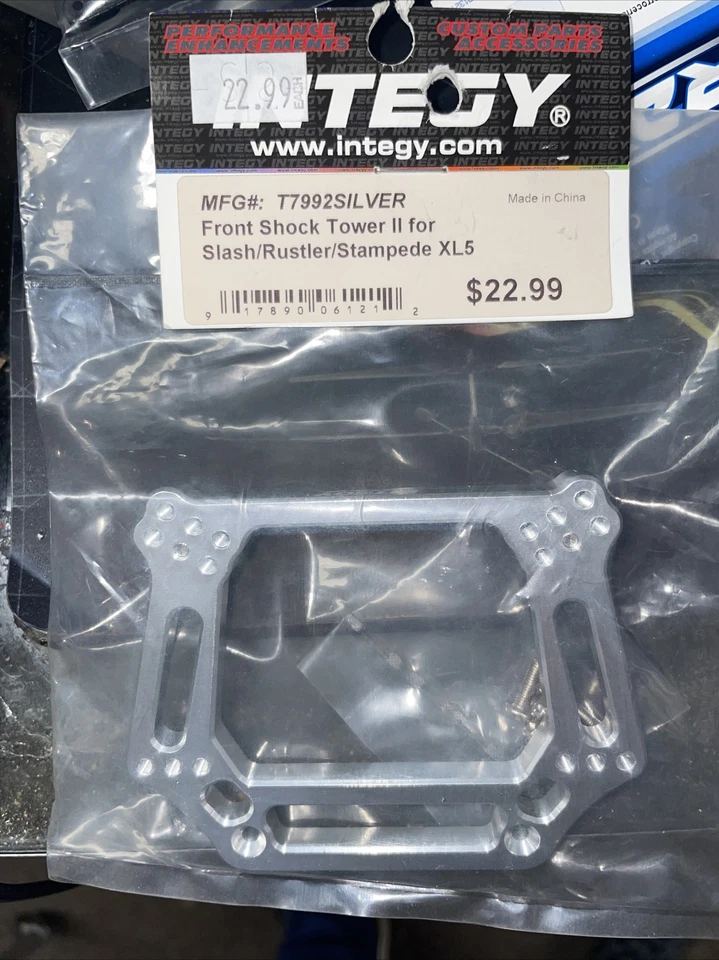 PERFORMANCE
ENHANCEMENTS
CUSTOM PARTS
ACCESSORIES
22.99
EACH
INTEGY®
www.integy.com
MFG#: T7992SILVER
Made in China
Front Shock Tower II for
Slash/Rustler/Stampede XL5
$22.99
9 17890 06121 2